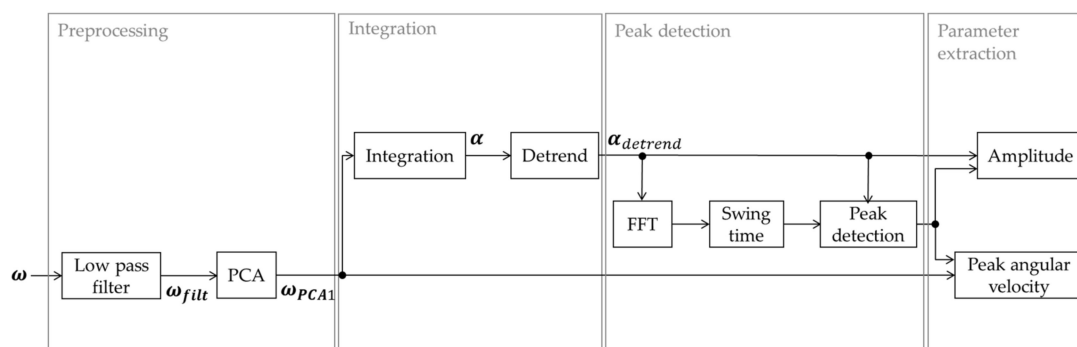 Preprocessing
Integration
Peak detection
Parameter
extraction
Integration
α
Detrend
α_detrend
Amplitude
FFT
Swing
time
Peak
detection
ω
Low pass
filter
ω_filt
PCA
ω_PCA1
Peak angular
velocity